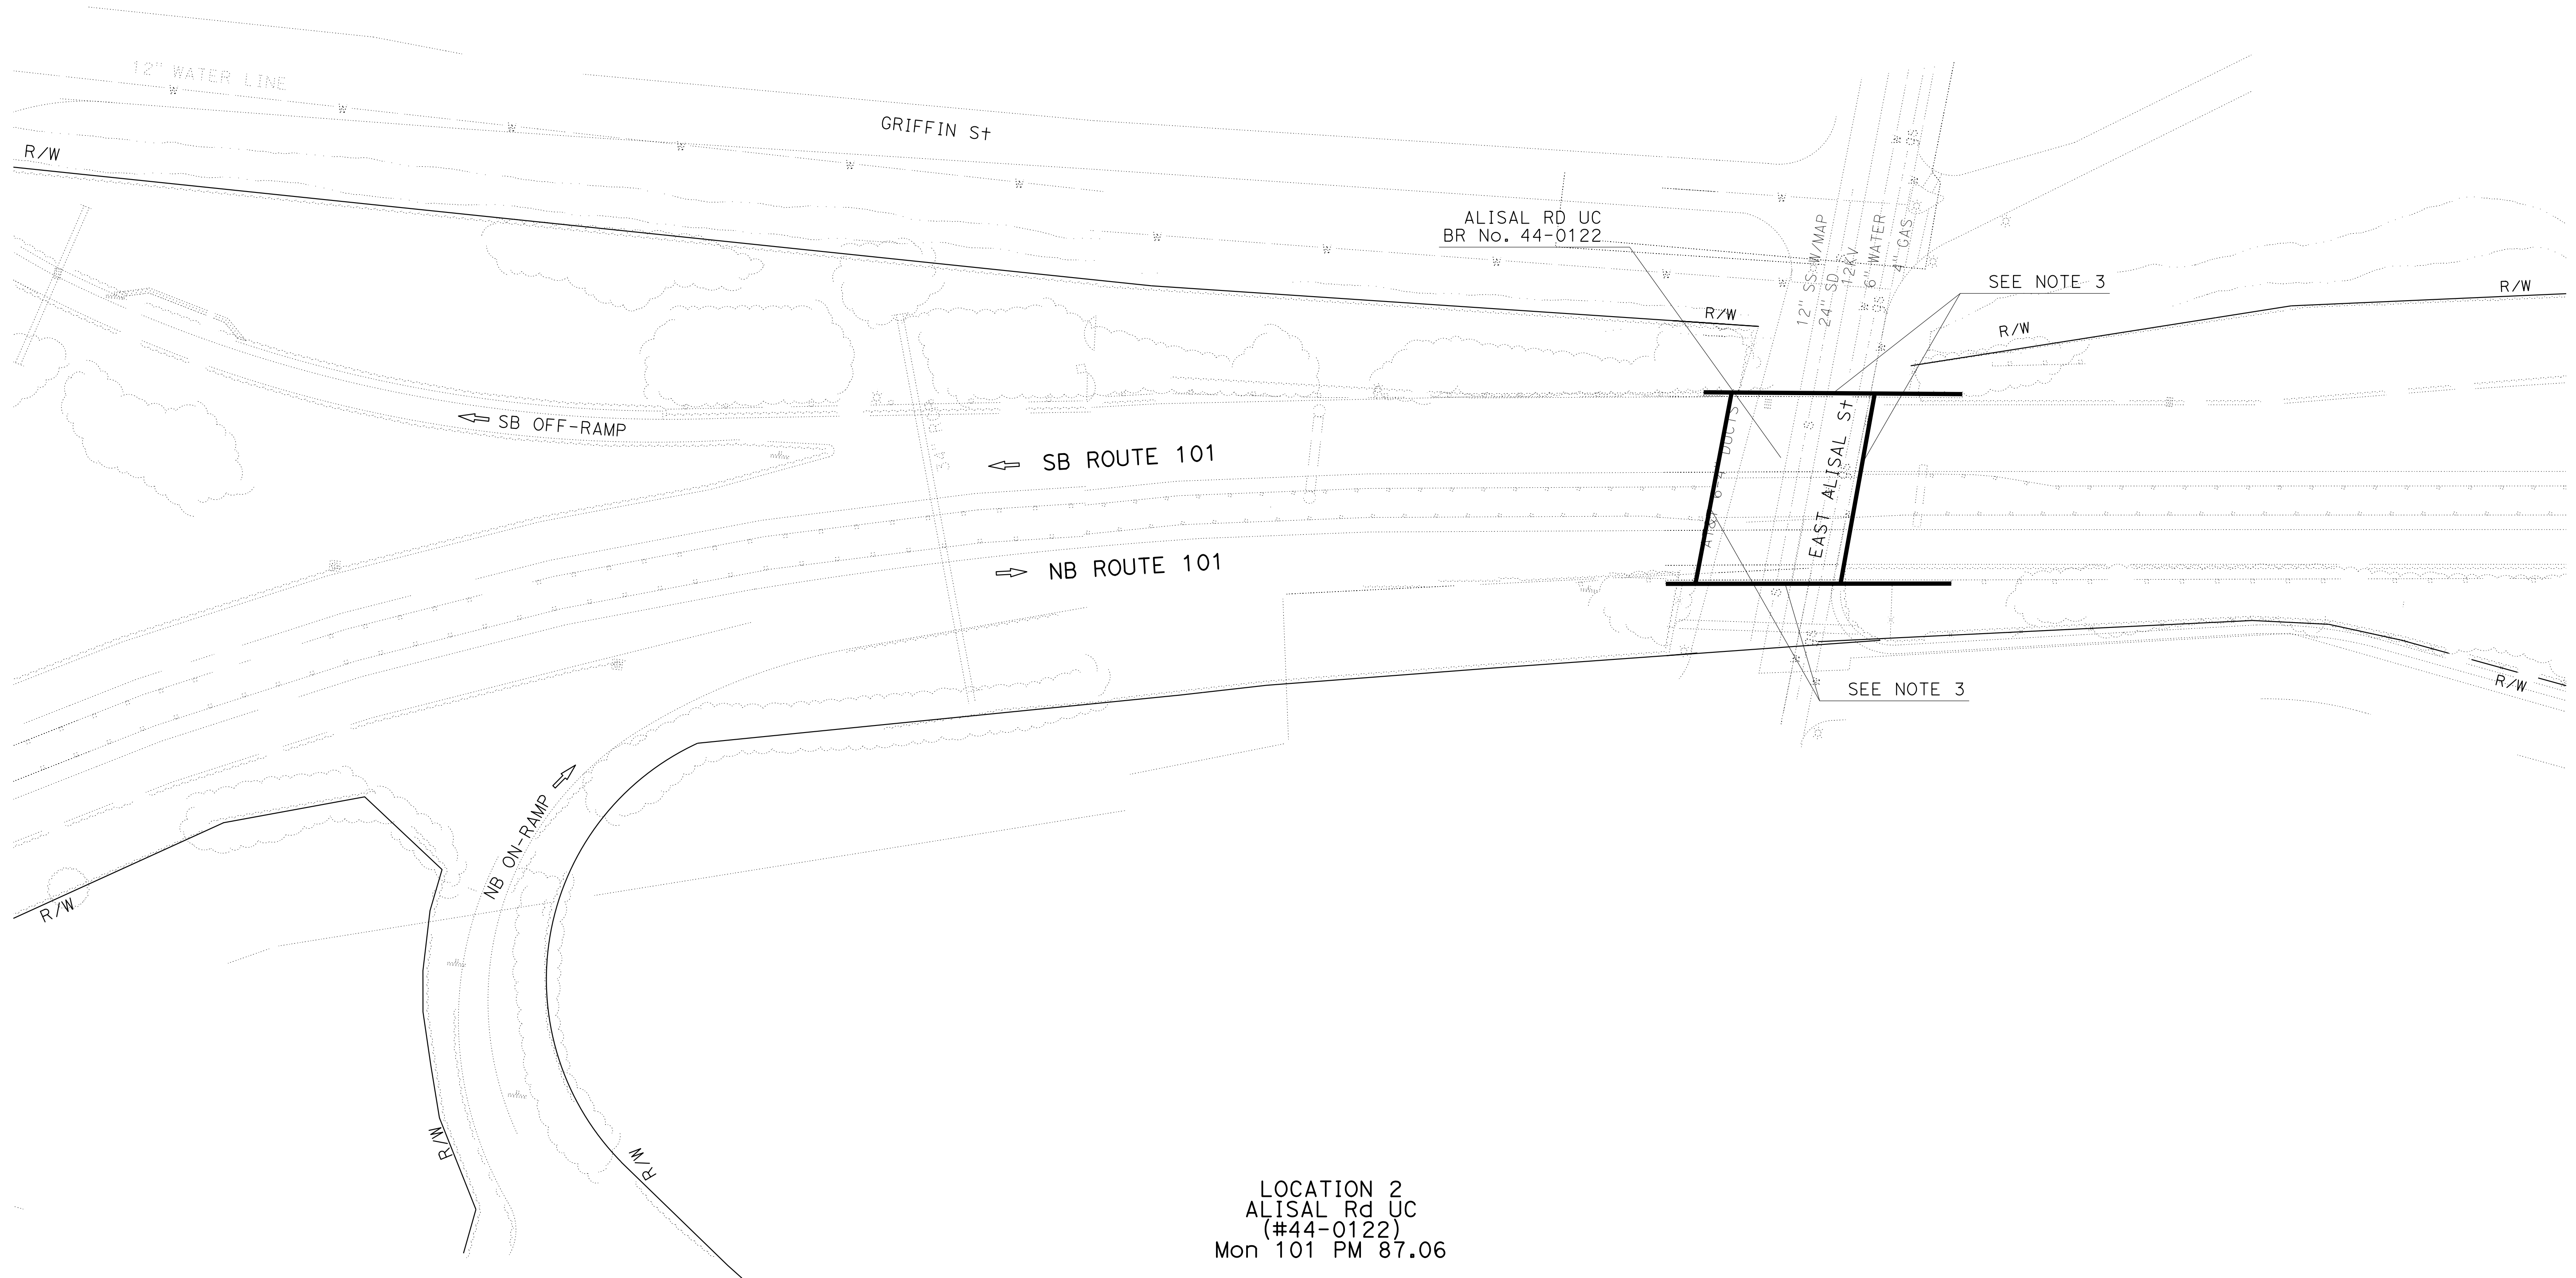 12" WATER LINE
GRIFFIN St
R/W
ALISAL RD UC
BR No. 44-0122
12" SS W/MAP
24" SD
12KV
6" WATER
4" GAS
SEE NOTE 3
R/W
R/W
R/W
SB OFF-RAMP
SB ROUTE 101
NB ROUTE 101
DUCTS
EAST ALISAL St
SEE NOTE 3
R/W
NB ON-RAMP
R/W
R/W
R/W
LOCATION 2
ALISAL Rd UC
(#44-0122)
Mon 101 PM 87.06